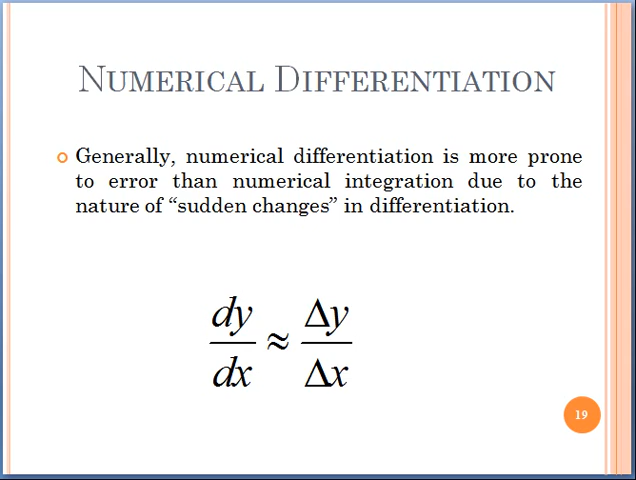 NUMERICAL DIFFERENTIATION
Generally, numerical differentiation is more prone
to error than numerical integration due to the
nature of “sudden changes” in differentiation.
dy/dx ≈ Δy/Δx
19